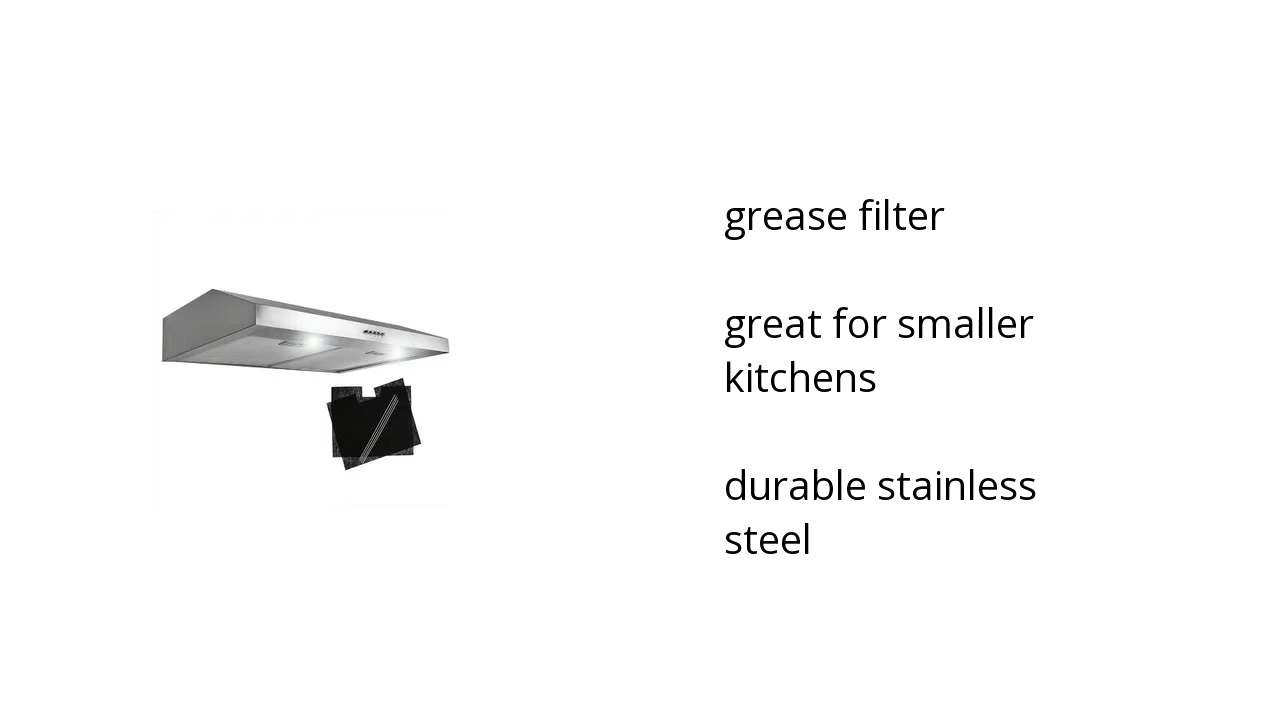 grease filter
great for smaller
kitchens
durable stainless
steel